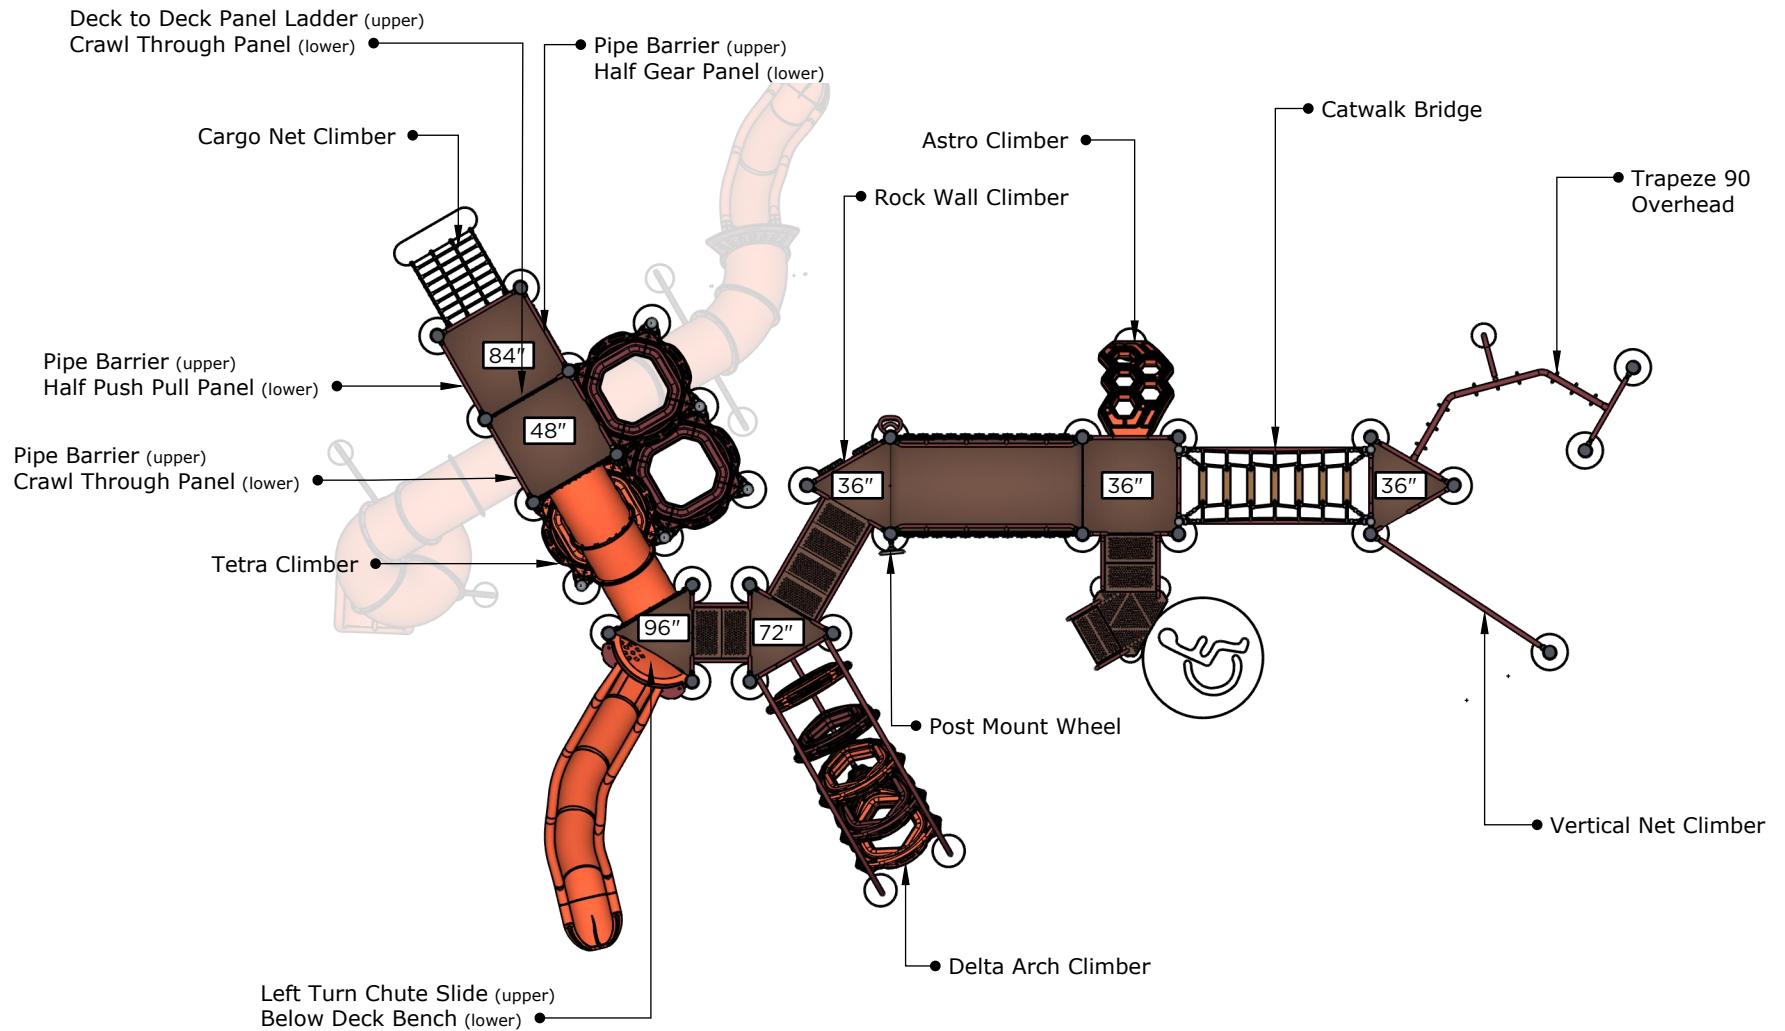 Deck to Deck Panel Ladder (upper)
Crawl Through Panel (lower)
Pipe Barrier (upper)
Half Gear Panel (lower)
Cargo Net Climber
Astro Climber
Catwalk Bridge
Rock Wall Climber
Trapeze 90
Overhead
Pipe Barrier (upper)
Half Push Pull Panel (lower)
84"
48"
Pipe Barrier (upper)
Crawl Through Panel (lower)
36"
36"
36"
Tetra Climber
96"
72"
Post Mount Wheel
Vertical Net Climber
Delta Arch Climber
Left Turn Chute Slide (upper)
Below Deck Bench (lower)